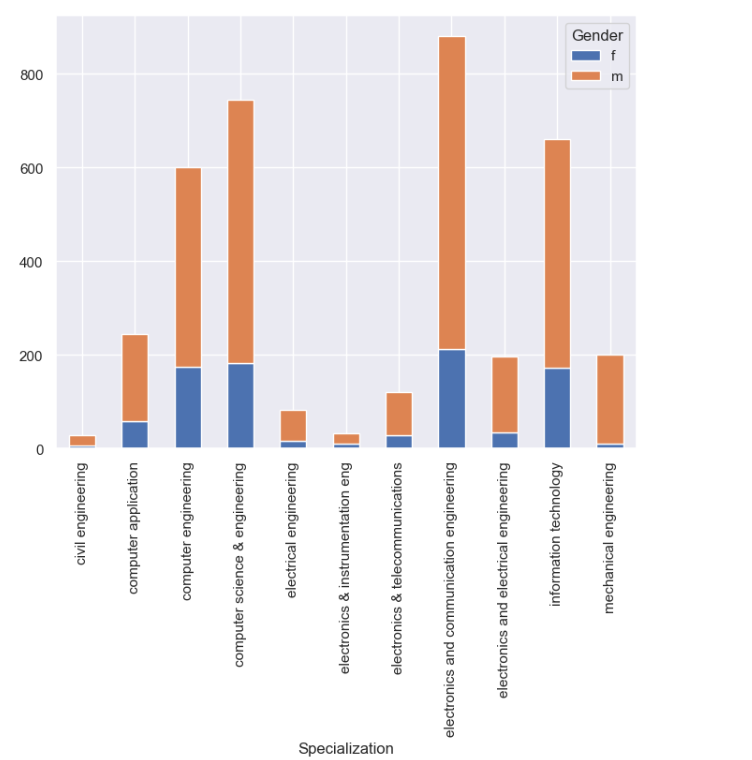 Gender
f
m
800
600
400
200
0
civil engineering
computer application
computer engineering
computer science & engineering
electrical engineering
electronics & instrumentation eng
electronics & telecommunications
electronics and communication engineering
electronics and electrical engineering
information technology
mechanical engineering
Specialization